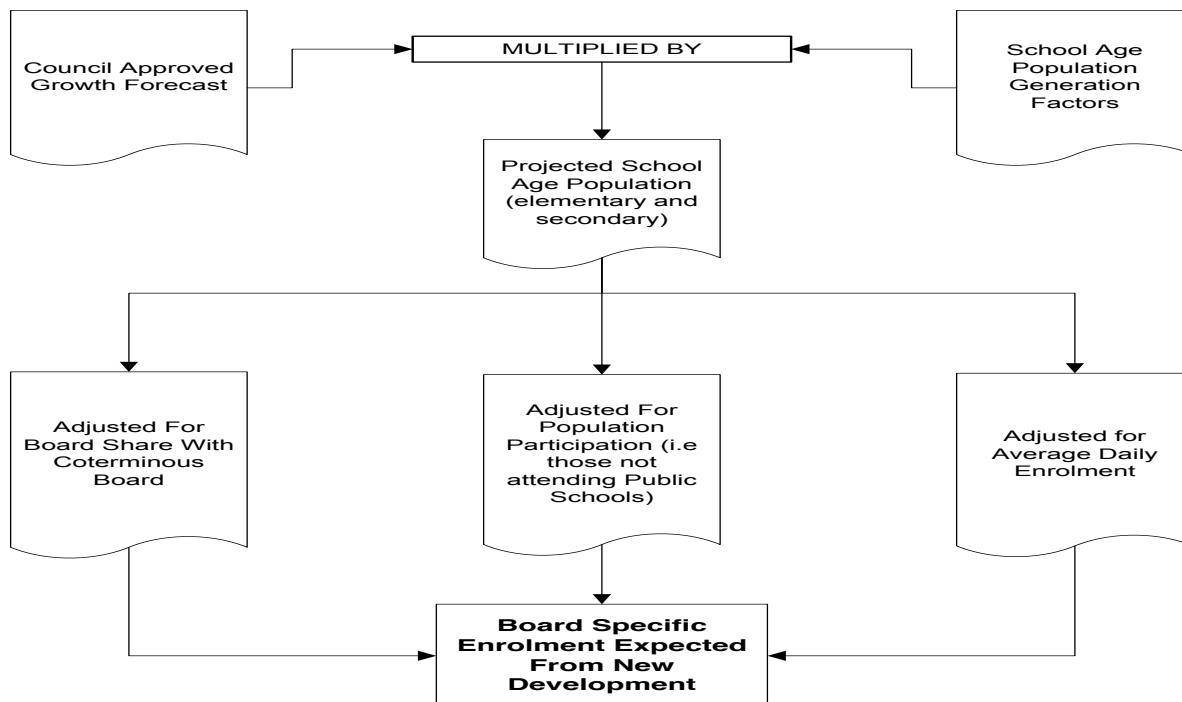 Council Approved
Growth Forecast
MULTIPLIED BY
School Age
Population
Generation
Factors
Projected School
Age Population
(elementary and
secondary)
Adjusted For
Board Share With
Coterminous
Board
Adjusted For
Population
Participation (i.e
those not
attending Public
Schools)
Adjusted for
Average Daily
Enrolment
Board Specific
Enrolment Expected
From New
Development